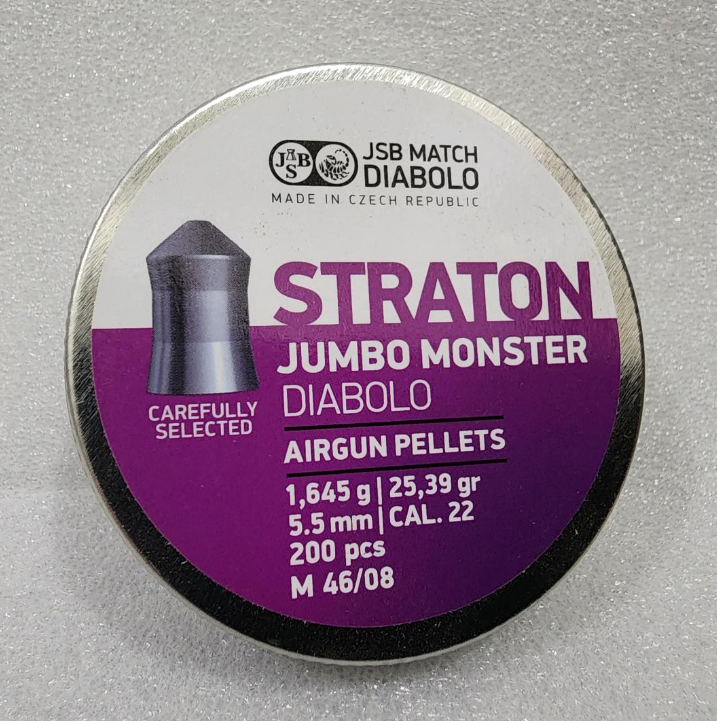 JSB
JSB MATCH
DIABOLO
MADE IN CZECH REPUBLIC
STRATON
JUMBO MONSTER
DIABOLO
CAREFULLY
SELECTED
AIRGUN PELLETS
1,645 g | 25,39 gr
5.5 mm | CAL. 22
200 pcs
M 46/08